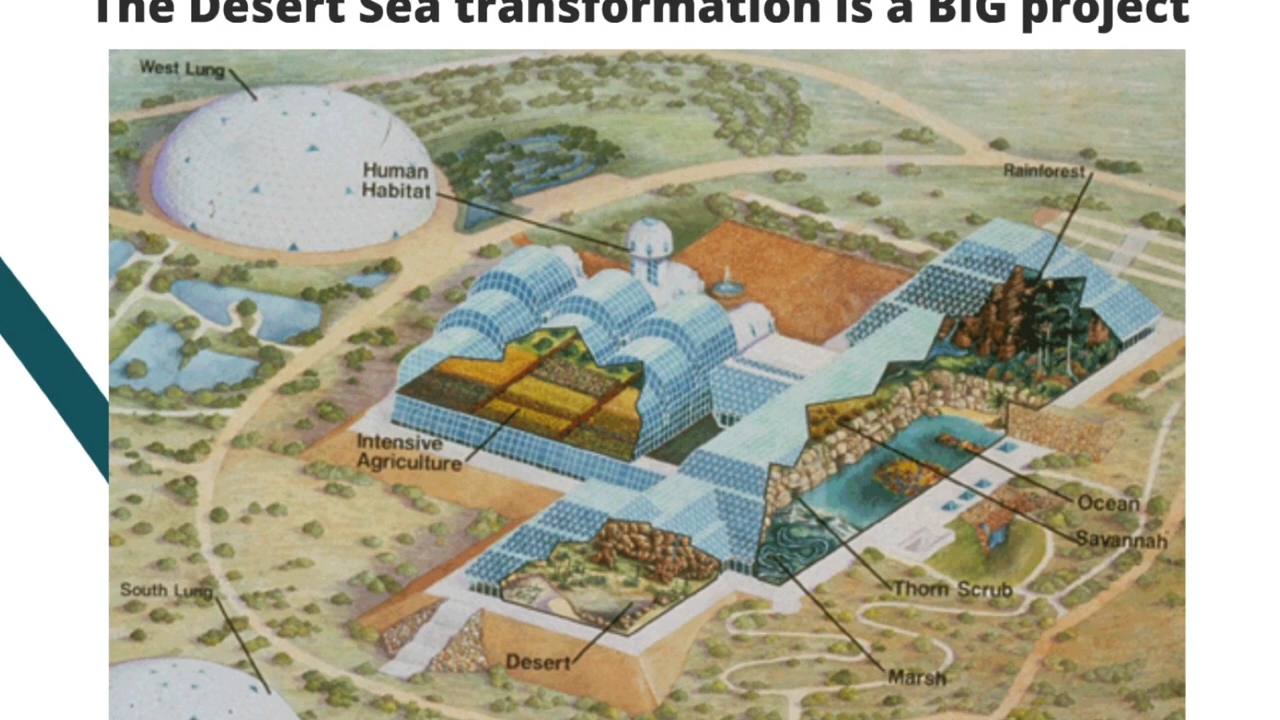 The Desert Sea transformation is a BIG project
West Lung
Human
Habitat
Rainforest
Intensive
Agriculture
Ocean
Savannah
South Lung
Thorn Scrub
Desert
Marsh